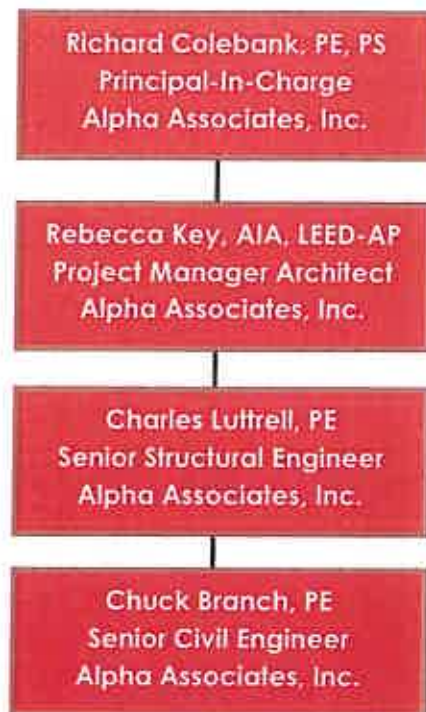 Richard Colebank, PE, PS
Principal-In-Charge
Alpha Associates, Inc.
Rebecca Key, AIA, LEED-AP
Project Manager Architect
Alpha Associates, Inc.
Charles Luttrell, PE
Senior Structural Engineer
Alpha Associates, Inc.
Chuck Branch, PE
Senior Civil Engineer
Alpha Associates, Inc.